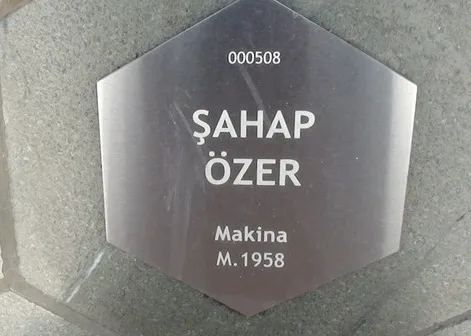 000508
ŞAHAP
ÖZER
Makina
M.1958